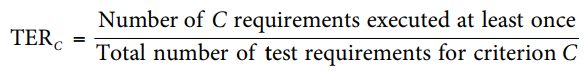 TER_C = Number of C requirements executed at least once
Total number of test requirements for criterion C